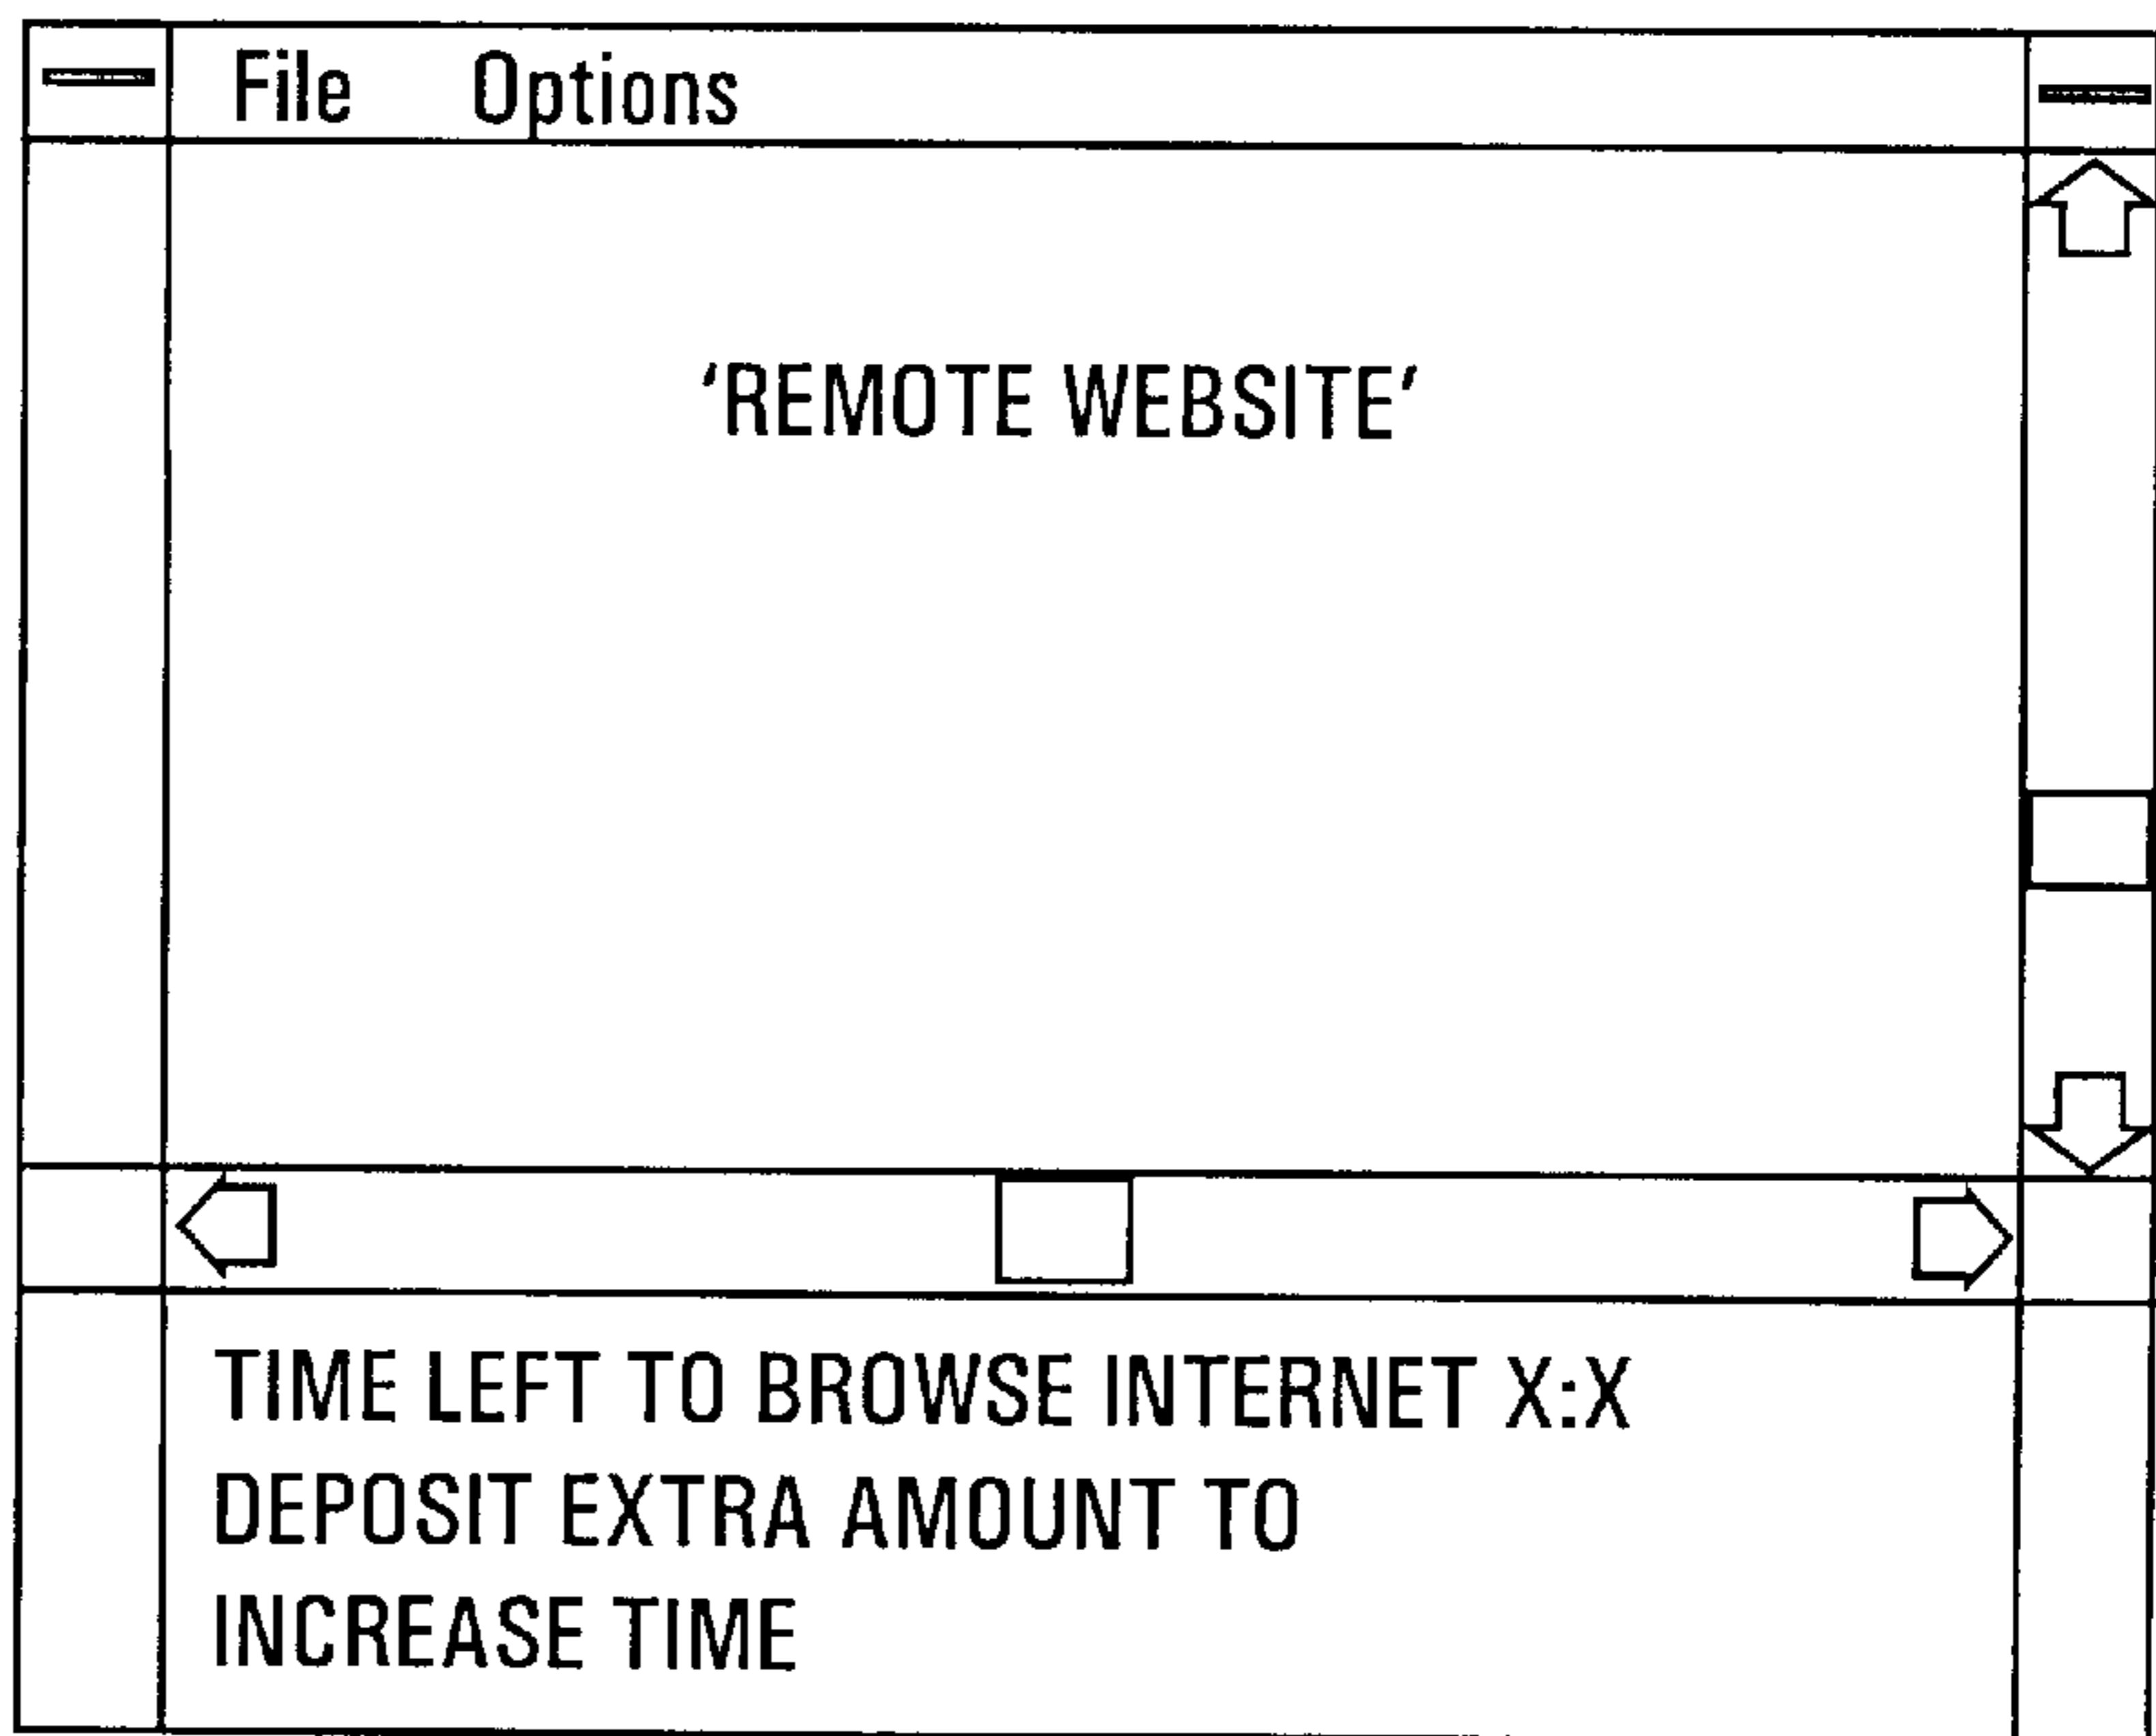 File Options
'REMOTE WEBSITE'
TIME LEFT TO BROWSE INTERNET X:X
DEPOSIT EXTRA AMOUNT TO
INCREASE TIME